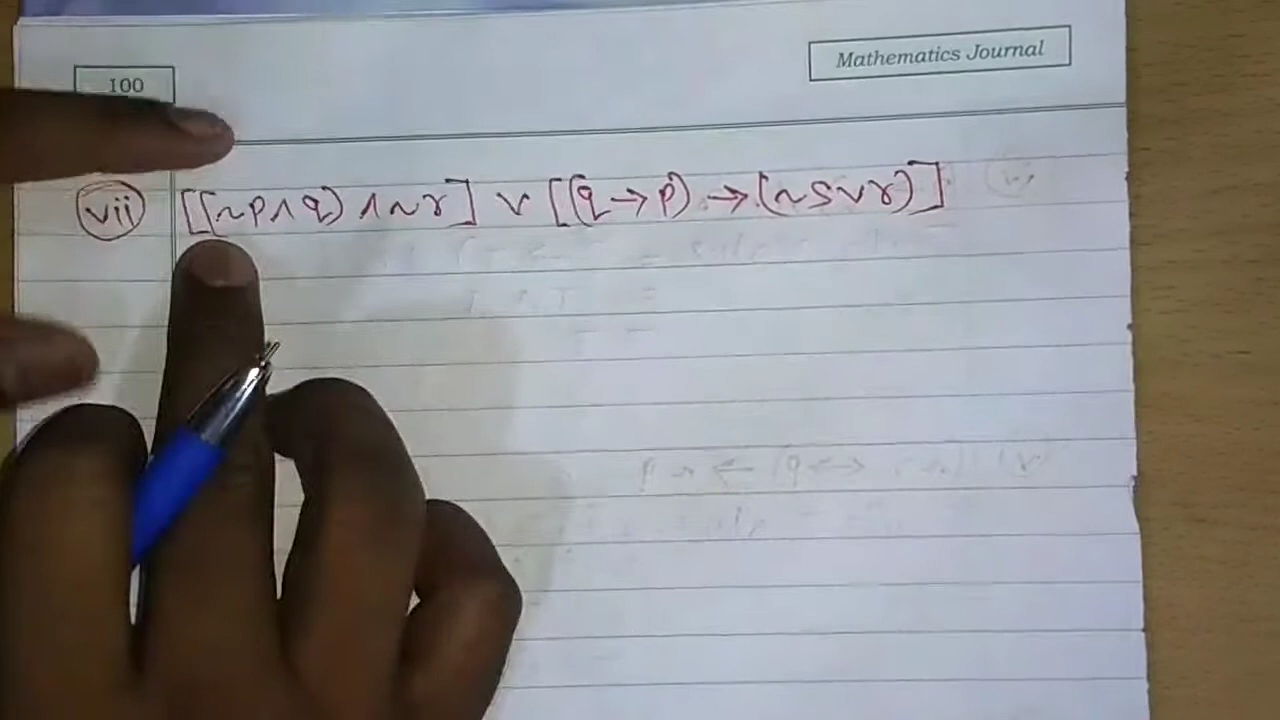 100
Mathematics Journal
vii [(~p∧q) ∧~r] ∨ [(q→p) → (~s∨r)]